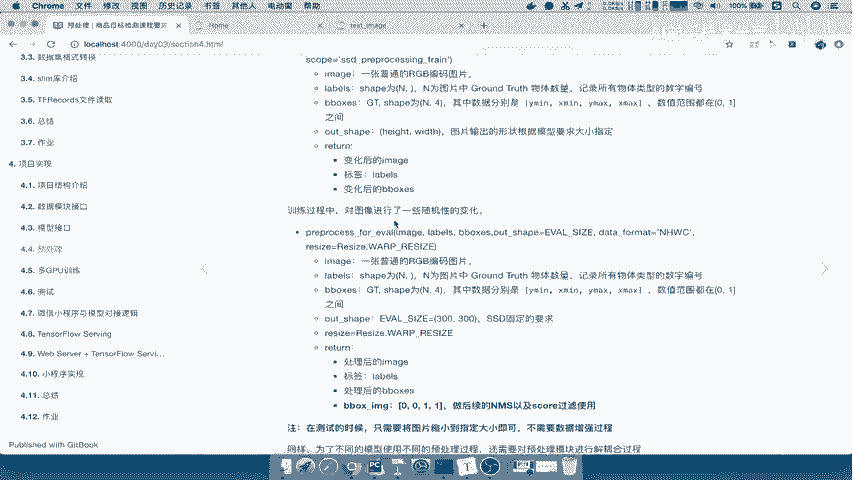 Chrome 文件 修改 视图 历史记录 书签 其他人 电动窗 帮助
100%
预处理 | 商品目标检测课程要求
Home
test_image
localhost:4000/day03/section4.html
3.3. 数据集格式转换
3.4. slim库介绍
3.5. TFRecords文件读取
3.6. 总结
3.7. 作业
4. 项目实现
4.1. 项目结构介绍
4.2. 数据模块接口
4.3. 模型接口
4.4. 预处理
4.5. 多GPU训练
4.6. 测试
4.7. 微信小程序与模型对接逻辑
4.8. TensorFlow Serving
4.9. Web Server + TensorFlow Servi...
4.10. 小程序实现
4.11. 总结
4.12. 作业
Published with GitBook
scope='ssd_preprocessing_train')
image：一张普通的RGB编码图片。
labels：shape为(N, )，N为图片中 Ground Truth 物体数量，记录所有物体类型的数字编号
bboxes：GT, shape为(N, 4)，其中数据分别是 [ymin, xmin, ymax, xmax] 、数值范围都在(0, 1)
之间
out_shape：(height, width)，图片输出的形状根据模型要求大小指定
return:
变化后的image
标签：labels
变化后的bboxes
训练过程中，对图像进行了一些随机性的变化。
preprocess_for_eval(image, labels, bboxes,out_shape=EVAL_SIZE, data_format='NHWC',
resize=Resize.WARP_RESIZE)
image：一张普通的RGB编码图片。
labels：shape为(N, )，N为图片中 Ground Truth 物体数量，记录所有物体类型的数字编号
bboxes：GT, shape为(N, 4)，其中数据分别是 [ymin, xmin, ymax, xmax] 、数值范围都在(0, 1)
之间
out_shape：EVAL_SIZE=(300, 300)，SSD固定的要求
resize=Resize.WARP_RESIZE
return:
处理后的image
标签：labels
处理后的bboxes
bbox_img：[0, 0, 1, 1]，做后续的NMS以及score过滤使用
注：在测试的时候，只需要将图片缩小到指定大小即可，不需要数据增强过程
同样，为了不同的模型使用不同的预处理过程，还需要对预处理模块进行解耦合过程